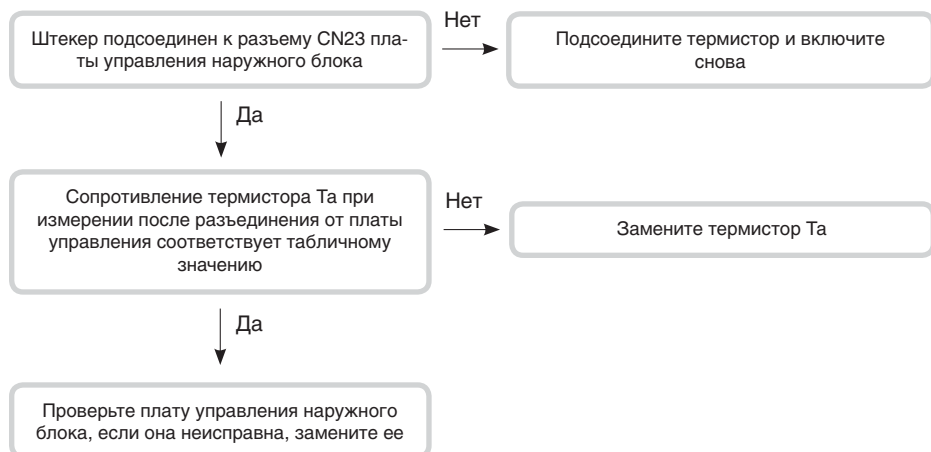 Штекер подсоединен к разъему CN23 пла-
ты управления наружного блока
Нет
Подсоедините термистор и включите
снова
Да
Сопротивление термистора Ta при
измерении после разъединения от платы
управления соответствует табличному
значению
Нет
Замените термистор Ta
Да
Проверьте плату управления наружного
блока, если она неисправна, замените ее